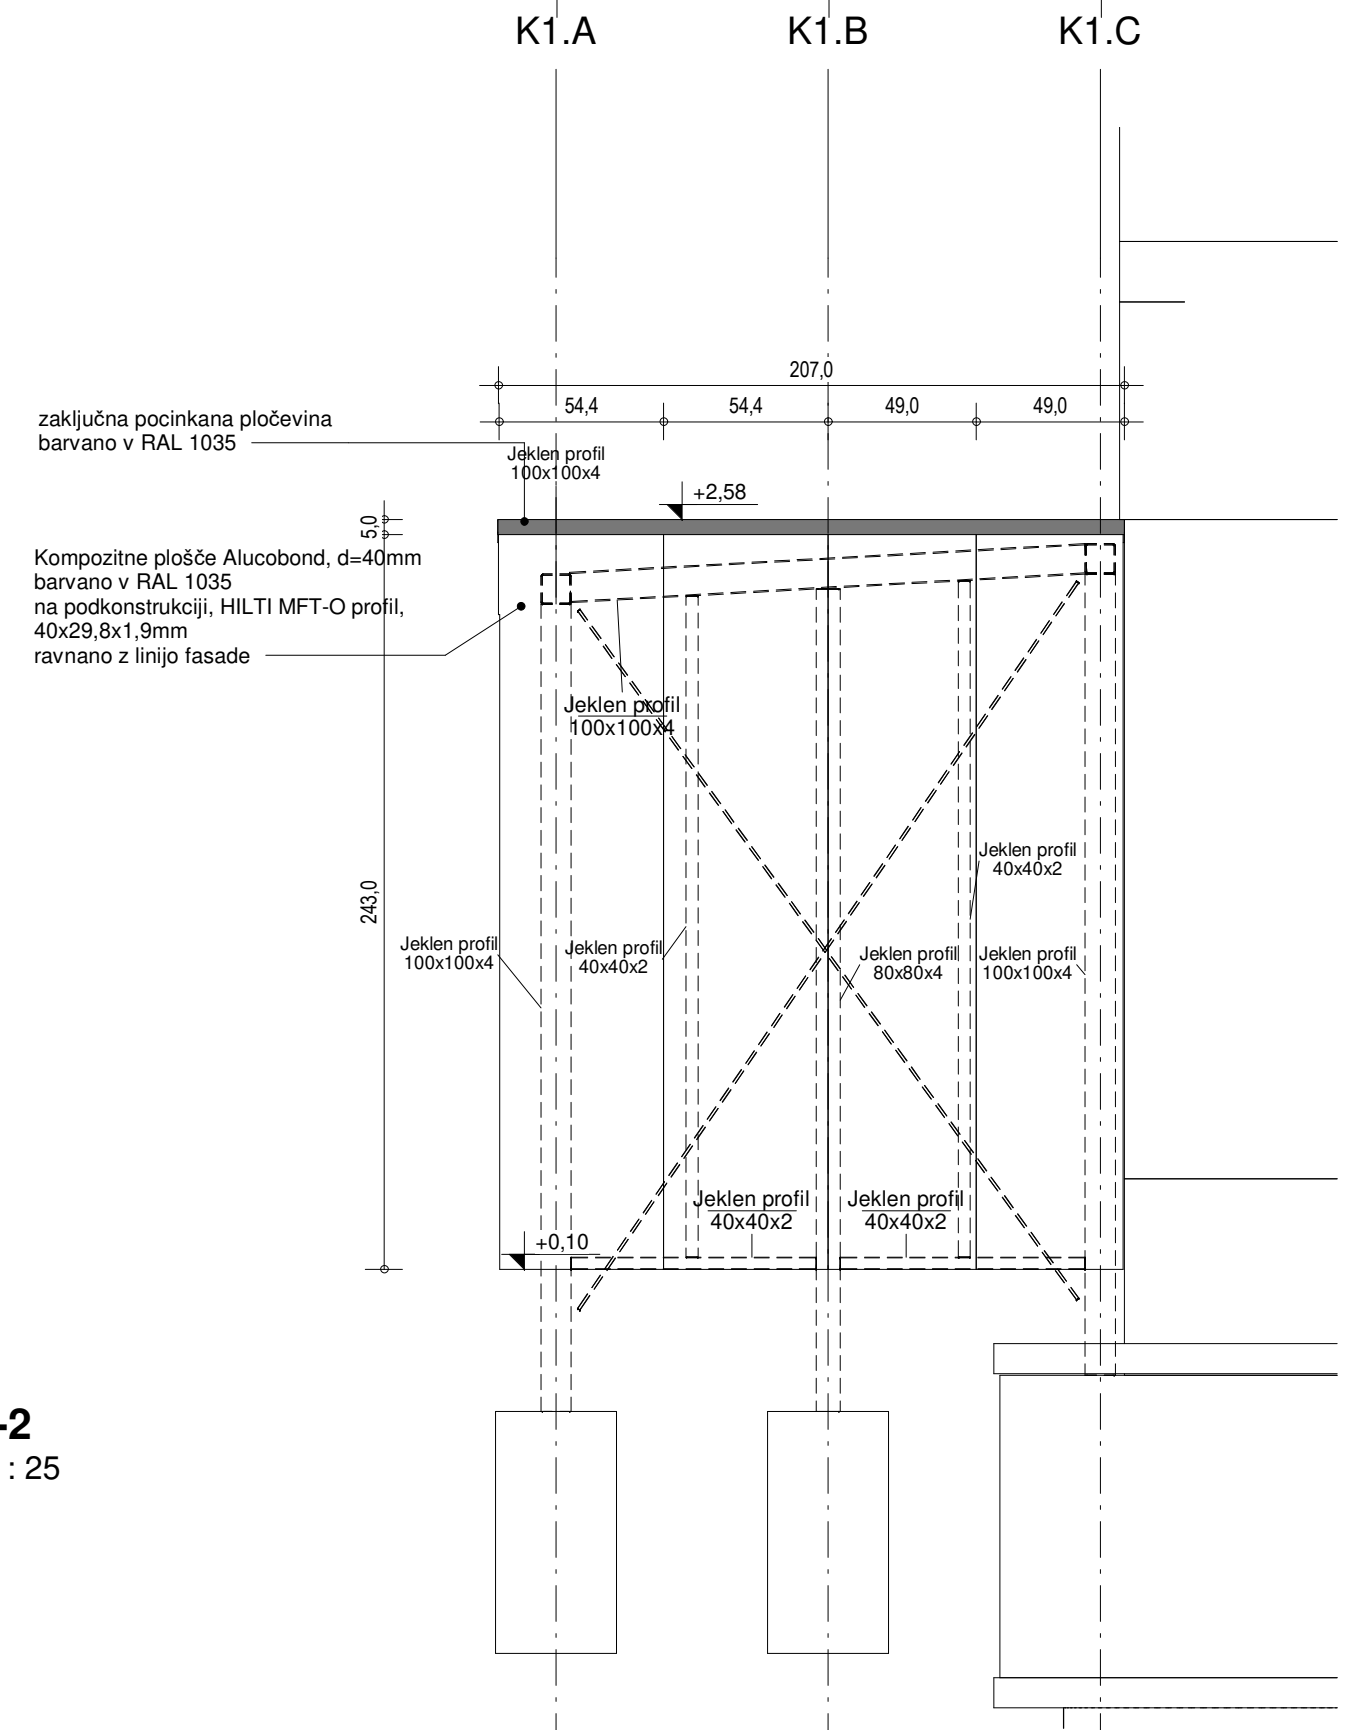 K1.A
K1.B
K1.C
207,0
54,4
54,4
49,0
49,0
zaključna pocinkana pločevina
barvano v RAL 1035
Jeklen profil
100x100x4
+2,58
5,0
Kompozitne plošče Alucobond, d=40mm
barvano v RAL 1035
na podkonstrukciji, HILTI MFT-O profil,
40x29,8x1,9mm
ravnano z linijo fasade
Jeklen profil
100x100x4
243,0
Jeklen profil
40x40x2
Jeklen profil
100x100x4
Jeklen profil
40x40x2
Jeklen profil
80x80x4
Jeklen profil
100x100x4
Jeklen profil
40x40x2
Jeklen profil
40x40x2
+0,10
-2
: 25